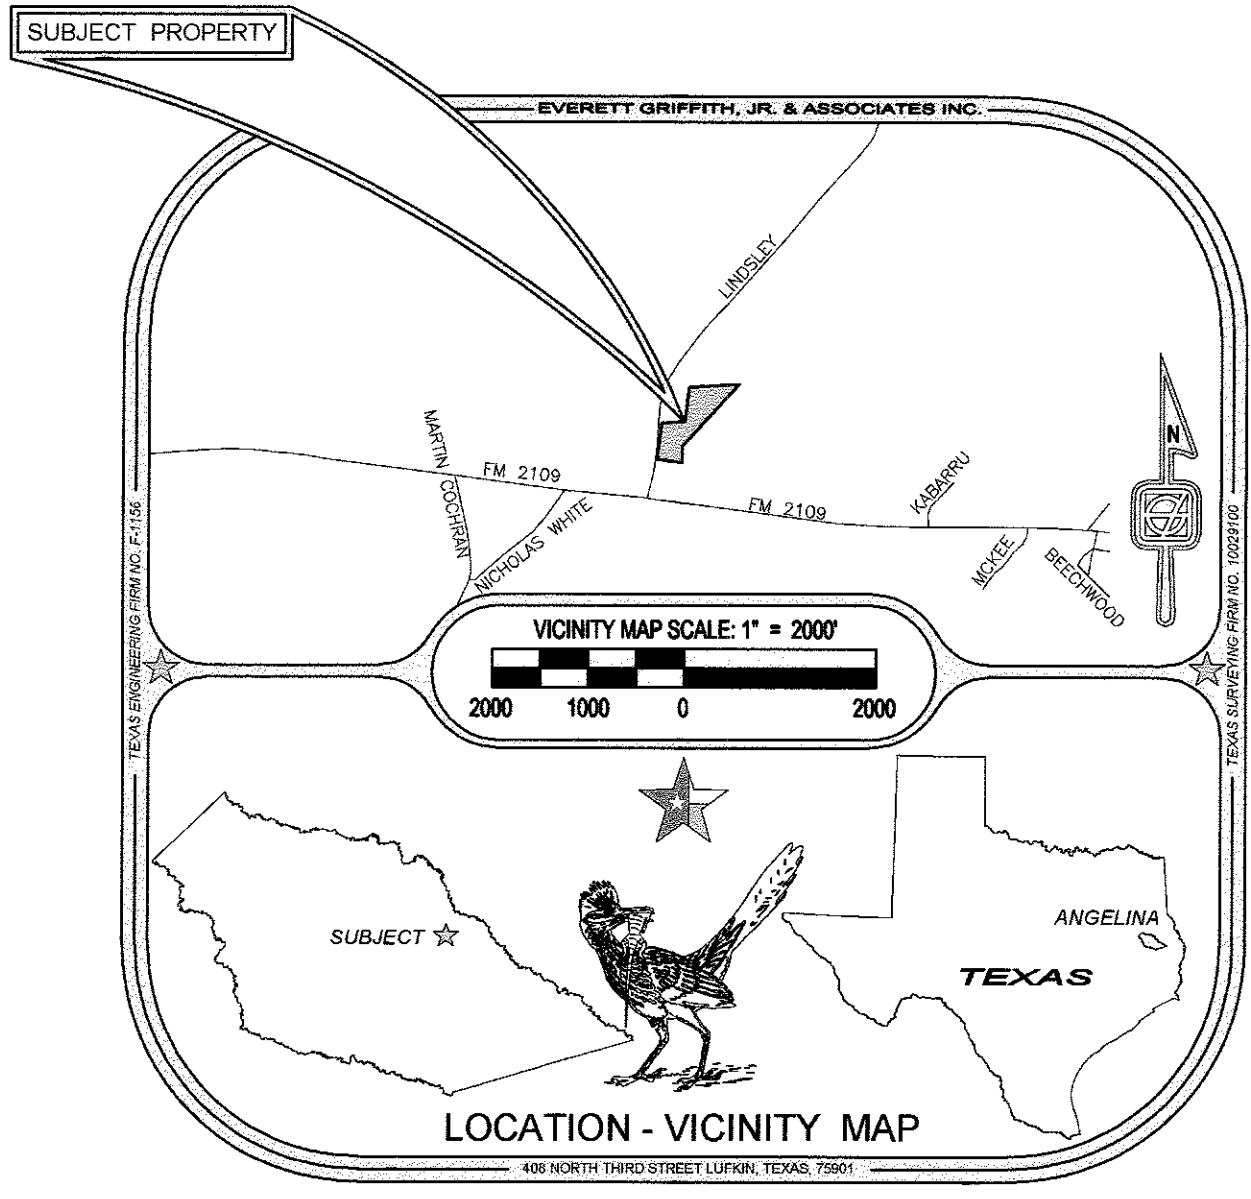 SUBJECT PROPERTY
EVERETT GRIFFITH, JR. & ASSOCIATES INC.
LINDSLEY
MARTIN COCHRAN
FM 2109
NICHOLAS WHITE
FM 2109
KABARRU
MCKEE
BEECHWOOD
N
TEXAS ENGINEERING FIRM NO. F-1156
TEXAS SURVEYING FIRM NO. 10029100
VICINITY MAP SCALE: 1" = 2000'
2000 1000 0 2000
SUBJECT
ANGELINA
TEXAS
LOCATION - VICINITY MAP
408 NORTH THIRD STREET LUFKIN, TEXAS, 75901